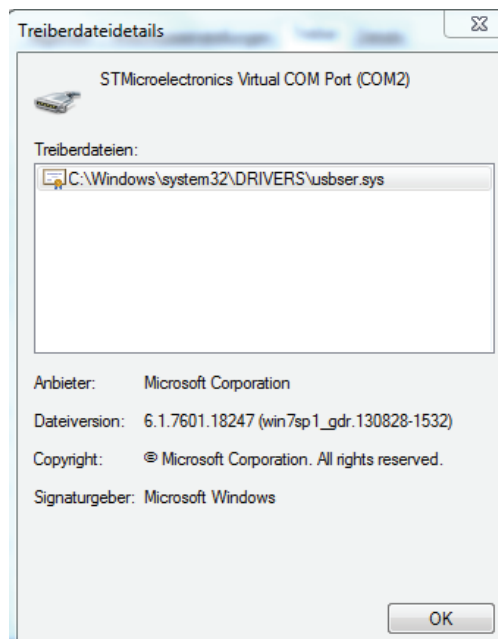 Treiberdateidetails
STMicroelectronics Virtual COM Port (COM2)
Treiberdateien:
C:\Windows\system32\DRIVERS\usbser.sys
Anbieter: Microsoft Corporation
Dateiversion: 6.1.7601.18247 (win7sp1_gdr.130828-1532)
Copyright: © Microsoft Corporation. All rights reserved.
Signaturgeber: Microsoft Windows
OK